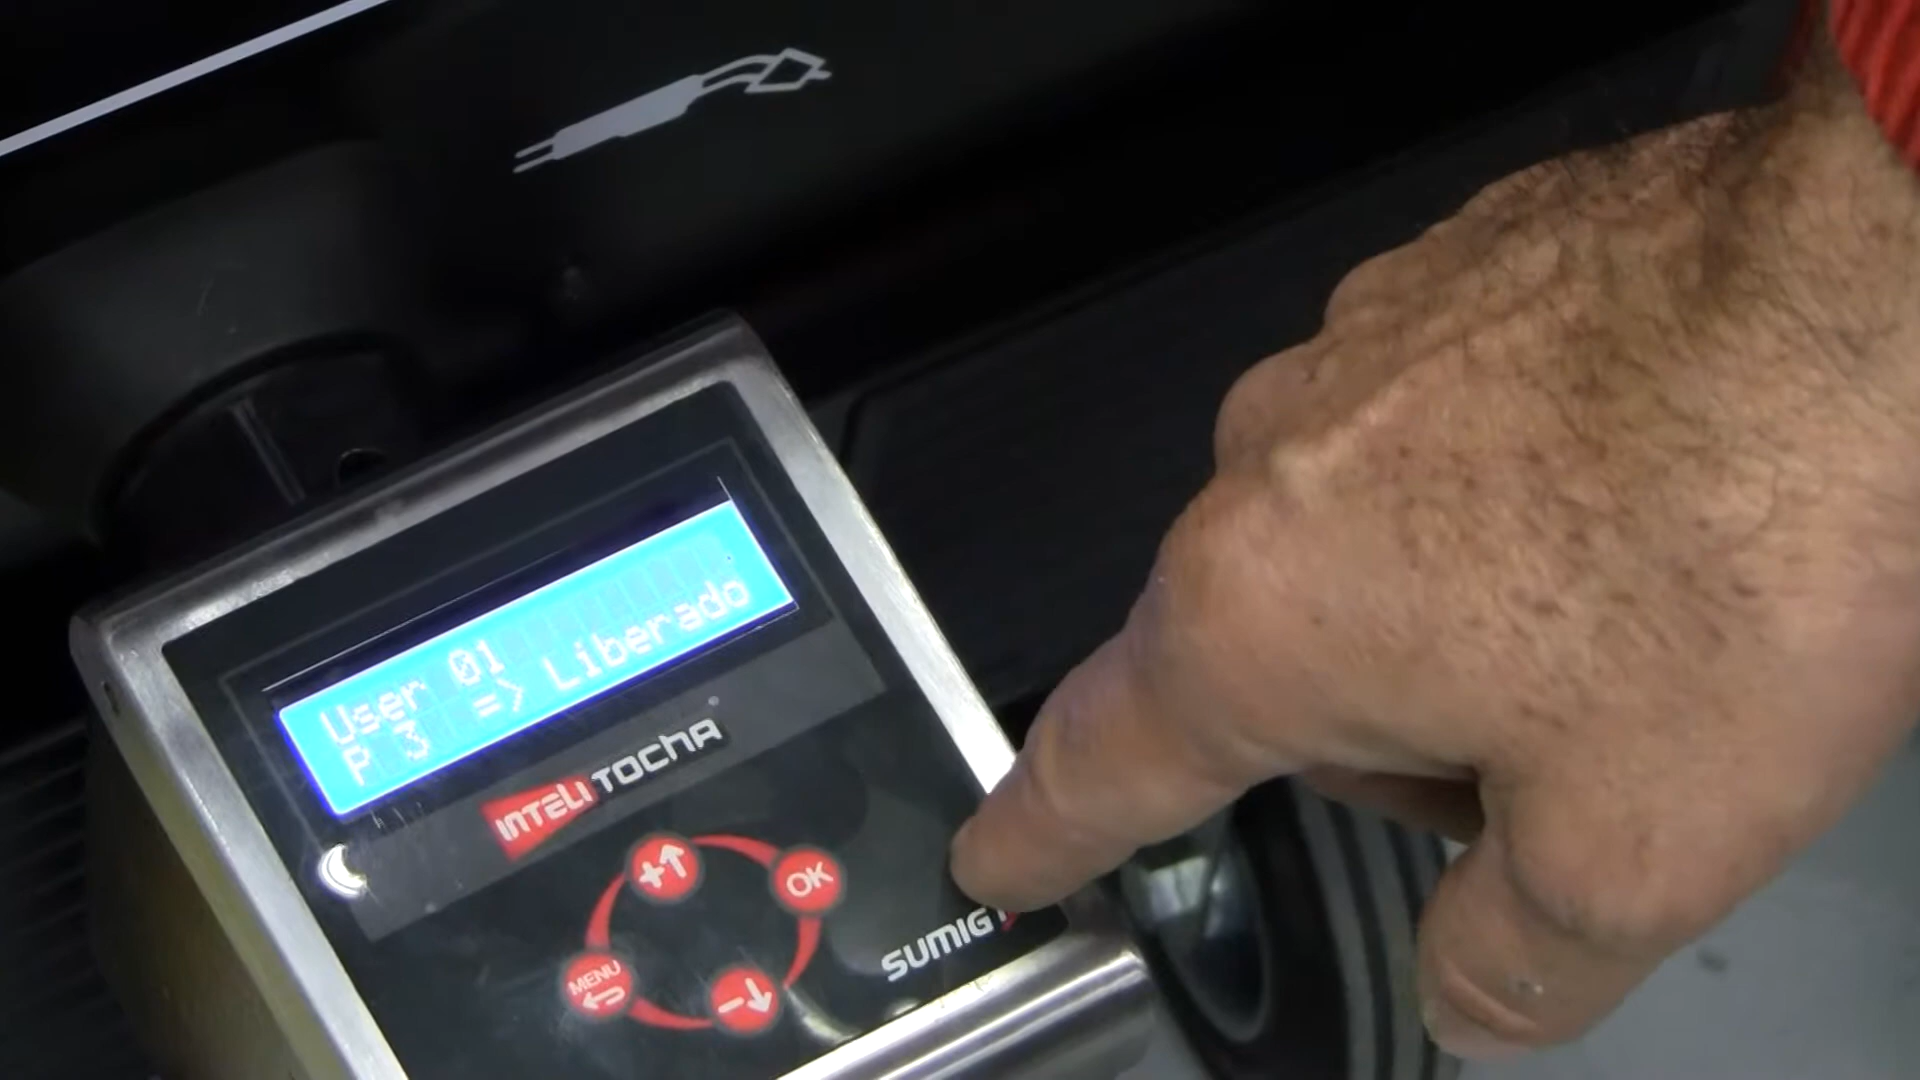 User 01
P 3 => Liberado
INTELI TOCHA
+ OK
MENU -
SUMIG